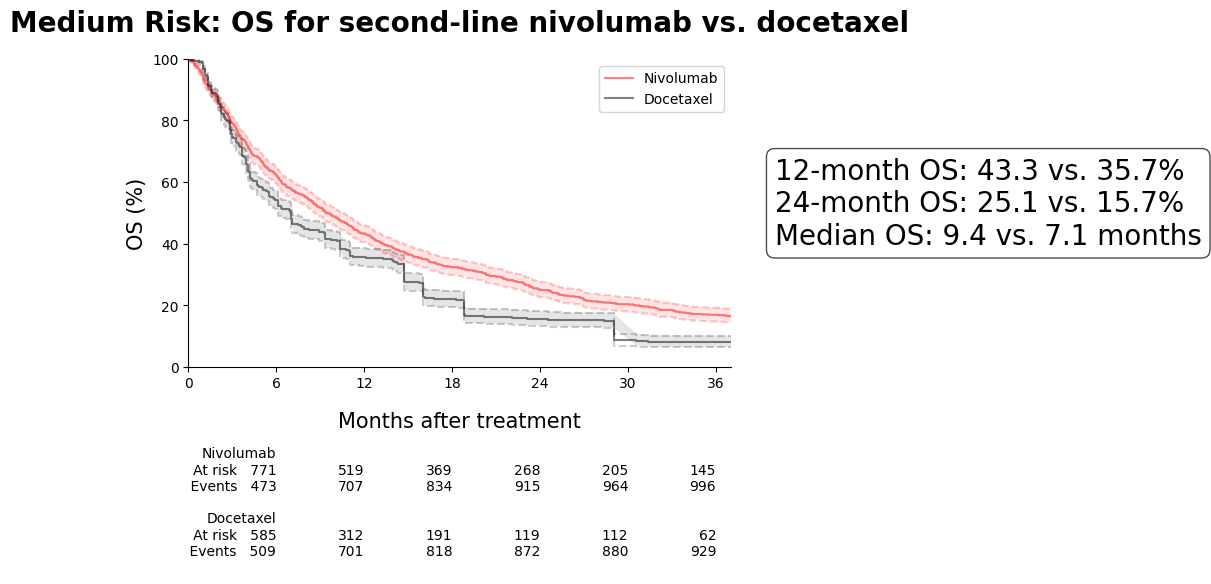 Medium Risk: OS for second-line nivolumab vs. docetaxel
100
80
60
40
20
0
OS (%)
Nivolumab
Docetaxel
12-month OS: 43.3 vs. 35.7%
24-month OS: 25.1 vs. 15.7%
Median OS: 9.4 vs. 7.1 months
0 6 12 18 24 30 36
Months after treatment
Nivolumab
At risk 771 519 369 268 205 145
Events 473 707 834 915 964 996
Docetaxel
At risk 585 312 191 119 112 62
Events 509 701 818 872 880 929